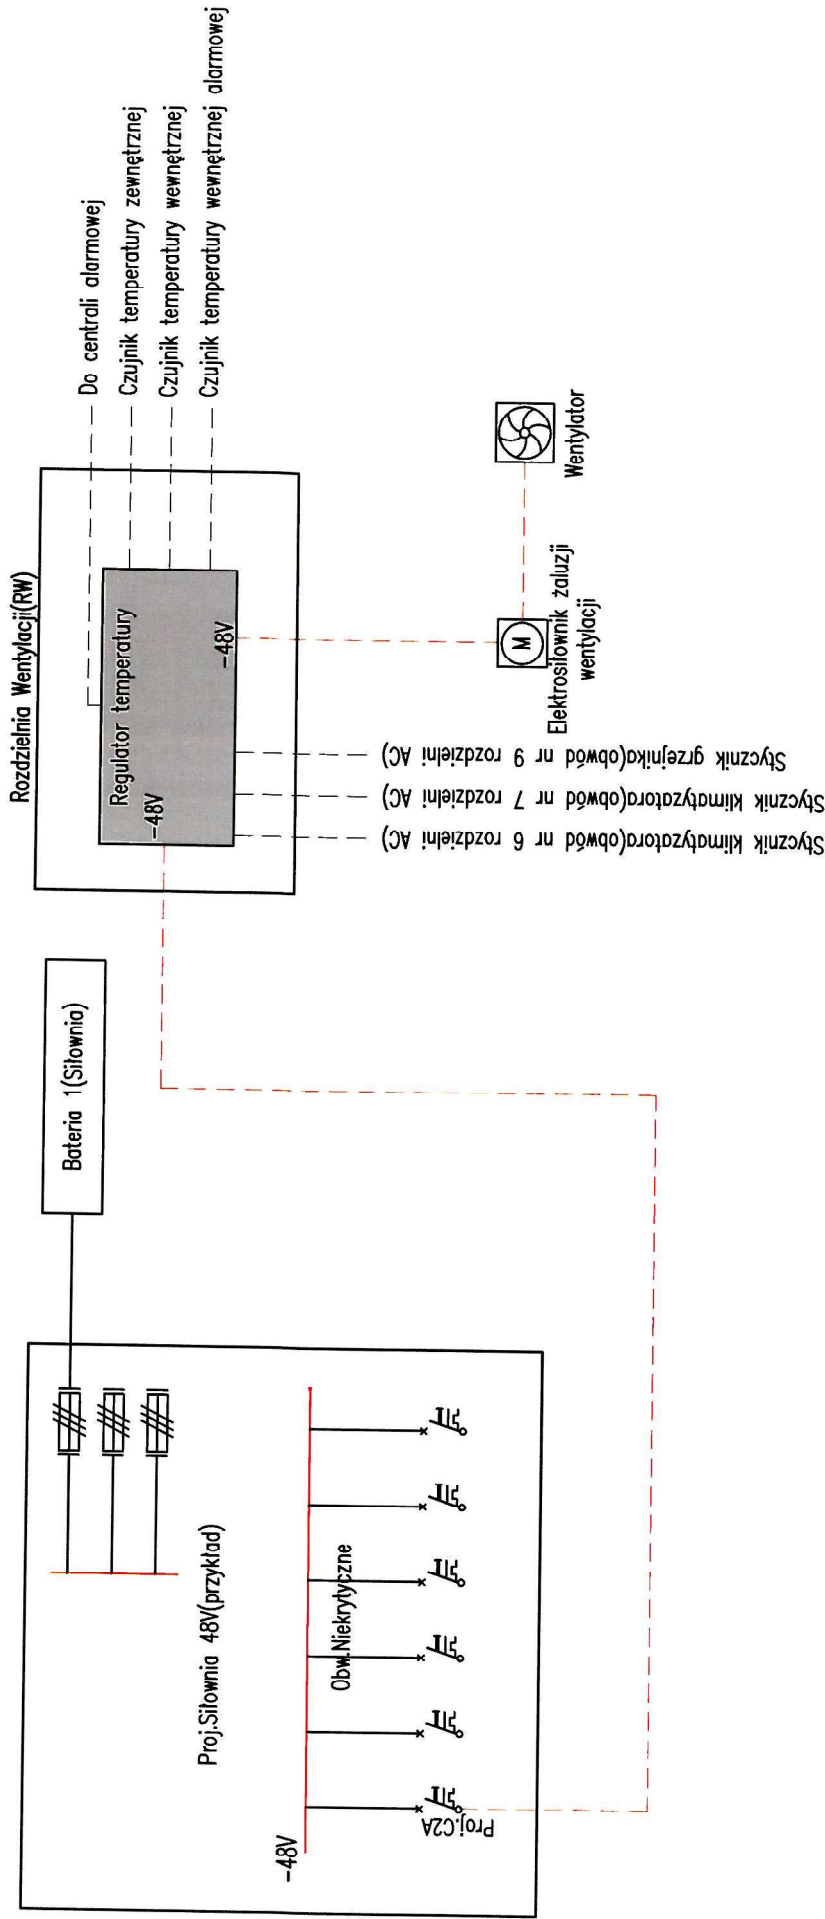 Rozdzielnia Wentylacji(RW)
Do centrali alarmowej
Czujnik temperatury zewnętrznej
Czujnik temperatury wewnętrznej
Czujnik temperatury wewnętrznej alarmowej
Regulator temperatury
-48V
-48V
Stycznik grzejnika(obwód nr 9 rozdzielni AC)
Stycznik klimatyzatora(obwód nr 7 rozdzielni AC)
Stycznik klimatyzatora(obwód nr 6 rozdzielni AC)
M
Elektrosiłownik żaluzji
wentylacji
Wentylator
Bateria 1(Siłownia)
Proj.Siłownia 48V(przykład)
Obw.Niekrytyczne
-48V
Proj.C2A